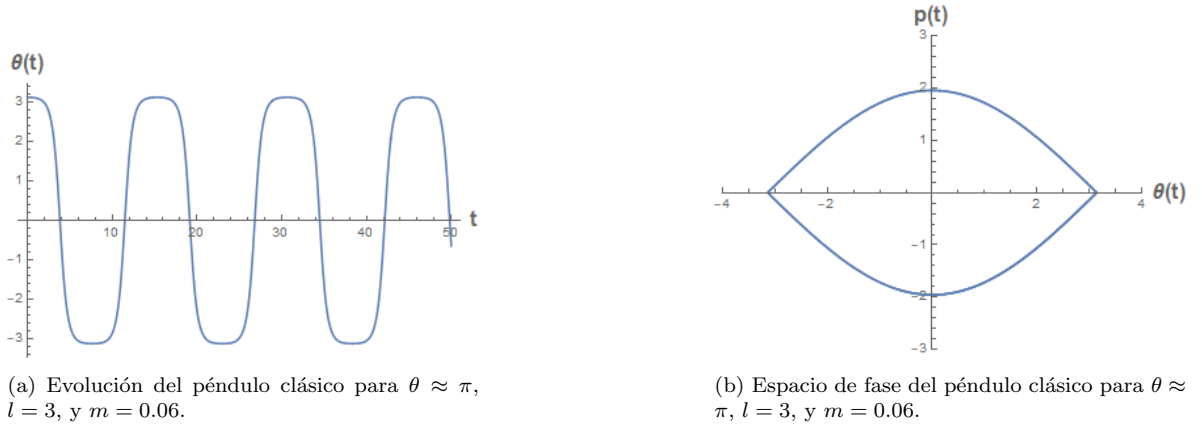 θ(t)
3
2
1
-1
-2
-3
10
20
30
40
50
t
(a) Evolución del péndulo clásico para θ ≈ π,
l = 3, y m = 0.06.
p(t)
3
2
1
-1
-2
-3
-4
-2
2
4
θ(t)
(b) Espacio de fase del péndulo clásico para θ ≈
π, l = 3, y m = 0.06.